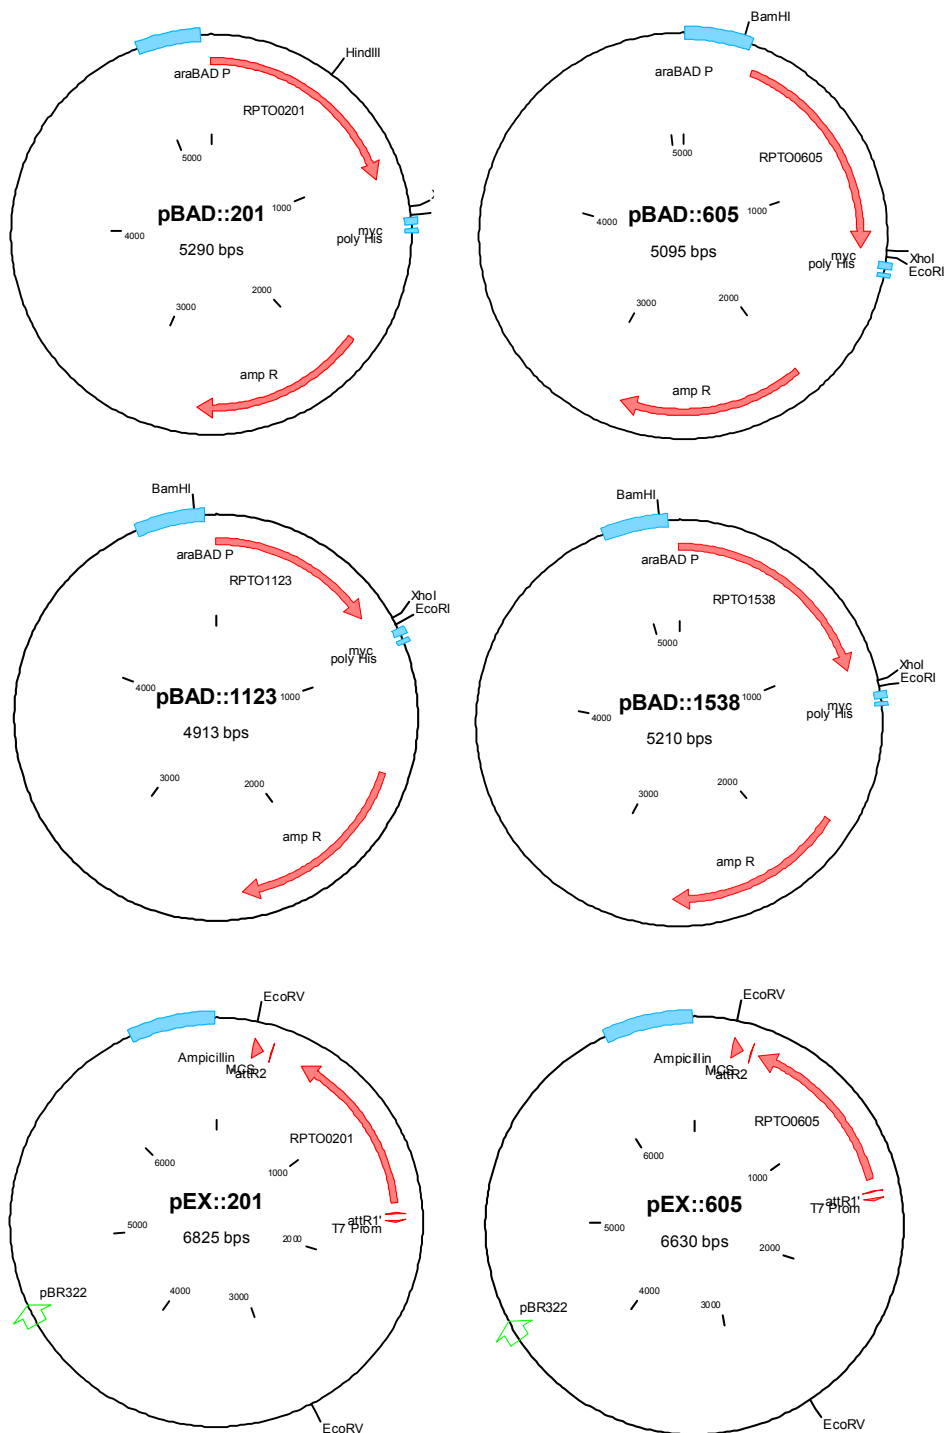 HindIII
araBAD P
RPTO0201
5000
1000
pBAD::201
5290 bps
4000
myc
poly His
2000
3000
amp R
BamHI
araBAD P
RPTO0605
5000
1000
pBAD::605
5095 bps
4000
myc
poly His
XhoI
EcoRI
3000
2000
amp R
BamHI
araBAD P
RPTO1123
XhoI
EcoRI
myc
poly His
4000
1000
pBAD::1123
4913 bps
3000
2000
amp R
BamHI
araBAD P
RPTO1538
5000
XhoI
EcoRI
1000
pBAD::1538
5210 bps
4000
myc
poly His
3000
2000
amp R
EcoRV
Ampicillin
MCS
attR2
RPTO0201
6000
1000
pEX::201
6825 bps
attR1'
T7 Prom
5000
2000
pBR322
4000
3000
EcoRV
EcoRV
Ampicillin
MCS
attR2
RPTO0605
6000
1000
pEX::605
6630 bps
attR1'
T7 Prom
5000
2000
pBR322
4000
3000
EcoRV